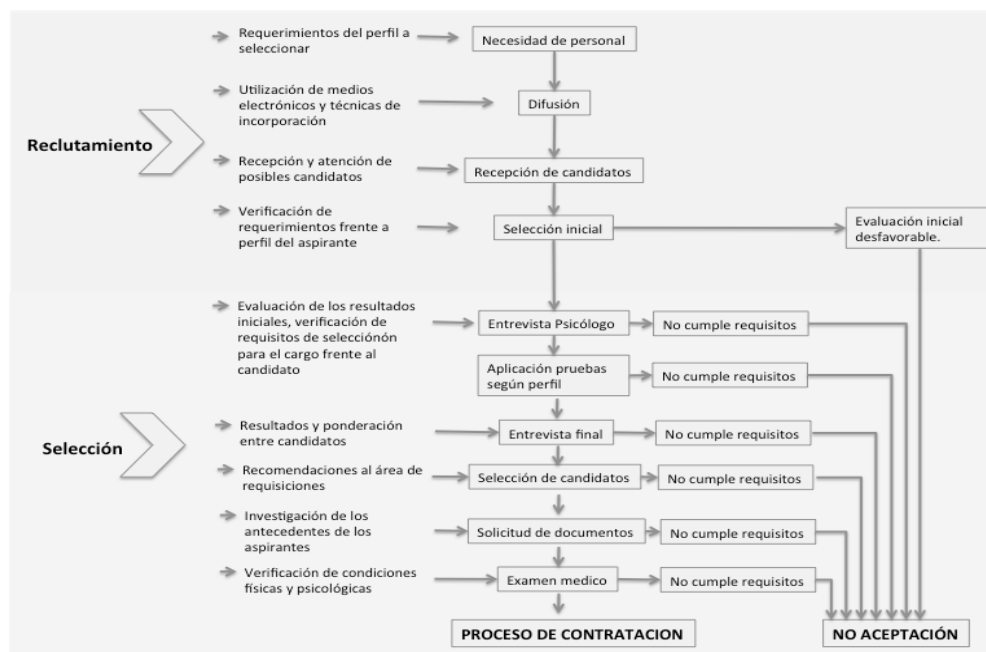 Requerimientos del perfil a
seleccionar
Necesidad de personal
Utilización de medios
electrónicos y técnicas de
incorporación
Difusión
Reclutamiento
Recepción y atención de
posibles candidatos
Recepción de candidatos
Verificación de
requerimientos frente a
perfil del aspirante
Selección inicial
Evaluación inicial
desfavorable.
Evaluación de los resultados
iniciales, verificación de
requisitos de selecciónón
para el cargo frente al
candidato
Entrevista Psicólogo
No cumple requisitos
Aplicación pruebas
según perfil
No cumple requisitos
Selección
Resultados y ponderación
entre candidatos
Entrevista final
No cumple requisitos
Recomendaciones al área de
requisiciones
Selección de candidatos
No cumple requisitos
Investigación de los
antecedentes de los
aspirantes
Solicitud de documentos
No cumple requisitos
Verificación de condiciones
físicas y psicológicas
Examen medico
No cumple requisitos
PROCESO DE CONTRATACION
NO ACEPTACIÓN